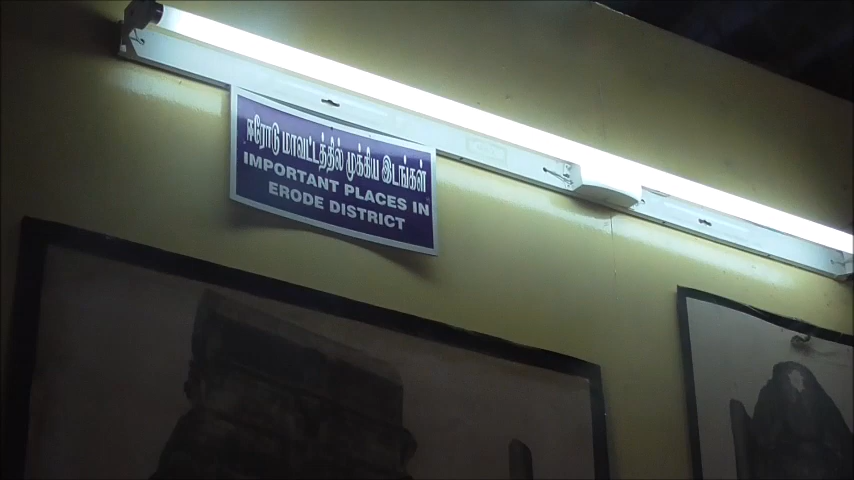 ஈரோடு மாவட்டத்தில் முக்கிய இடங்கள்
IMPORTANT PLACES IN
ERODE DISTRICT